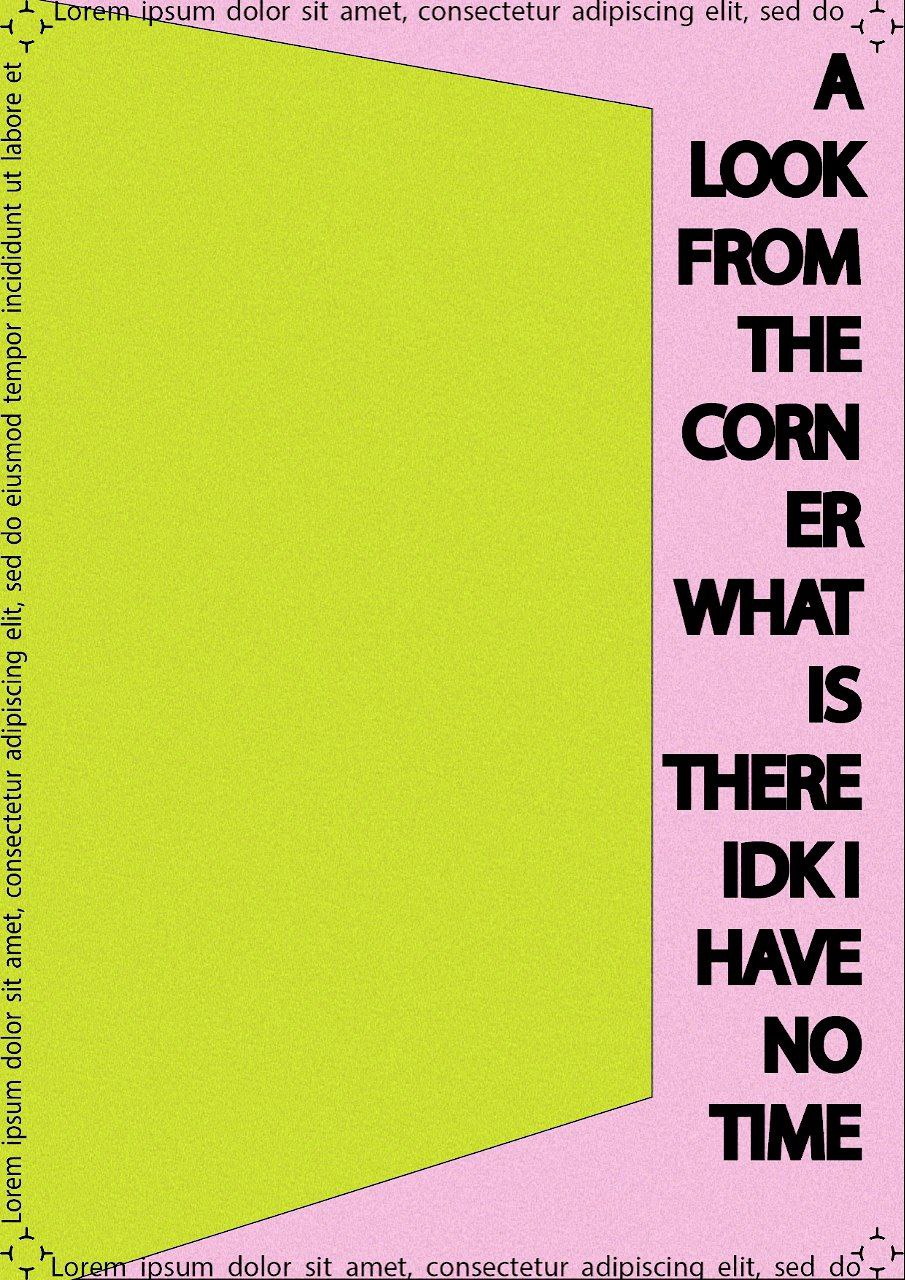 Lorem ipsum dolor sit amet, consectetur adipiscing elit, sed do
Lorem ipsum dolor sit amet, consectetur adipiscing elit, sed do eiusmod tempor incididunt ut labore et
A
LOOK
FROM
THE
CORN
ER
WHAT
IS
THERE
IDK I
HAVE
NO
TIME
Lorem ipsum dolor sit amet, consectetur adipiscing elit, sed do